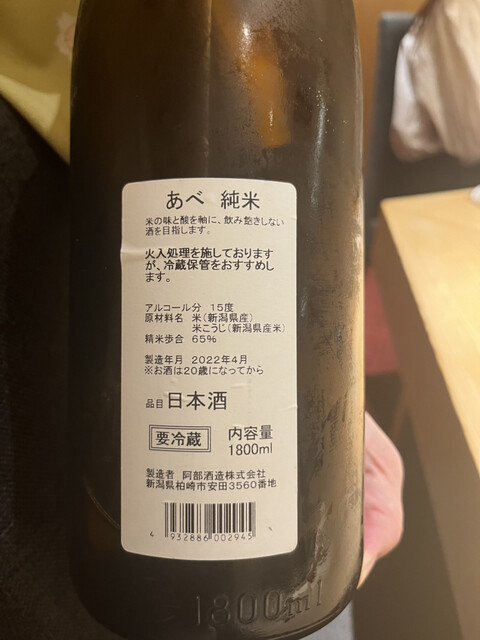 あべ 純米
米の味と酸を軸に、飲み飽きしない
酒を目指します。
火入処理を施しております
が、冷蔵保管をおすすめし
ます。
アルコール分 15度
原材料名 米(新潟県産)
米こうじ(新潟県産米)
精米歩合 65%
製造年月 2022年4月
※お酒は20歳になってから
品目 日本酒
要冷蔵 内容量
1800ml
製造者 阿部酒造株式会社
新潟県柏崎市安田3560番地
4 932886 002945
1800ml